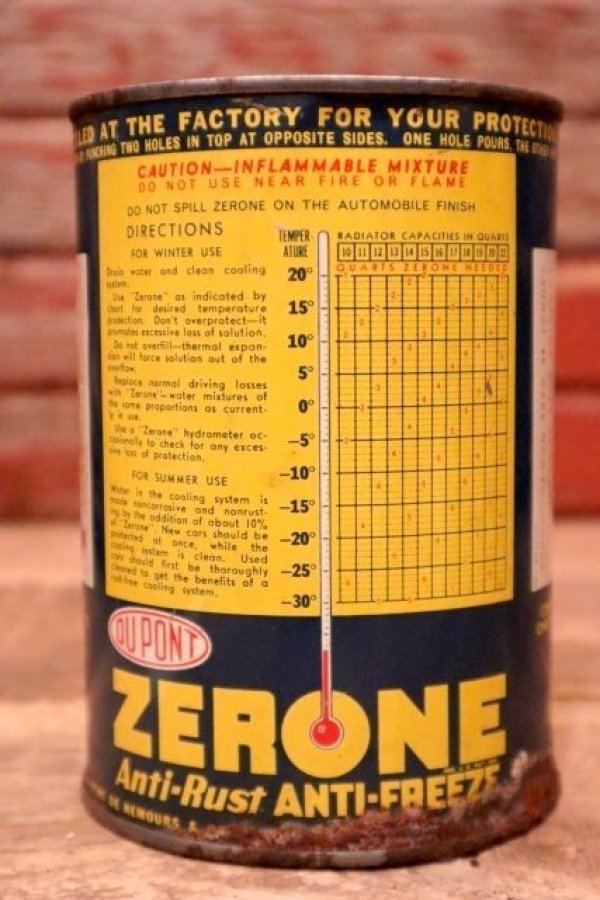 LED AT THE FACTORY FOR YOUR PROTECTIO
PUNCHING TWO HOLES IN TOP AT OPPOSITE SIDES. ONE HOLE POURS, THE OTHER
CAUTION—INFLAMMABLE MIXTURE
DO NOT USE NEAR FIRE OR FLAME
DO NOT SPILL ZERONE ON THE AUTOMOBILE FINISH
DIRECTIONS
FOR WINTER USE
Drain water and clean cooling
system.
Use "Zerone" as indicated by
chart for desired temperature
protection. Don't overprotect—it
promotes excessive loss of solution.
Do not overfill—thermal expan-
sion will force solution out of the
overflow.
Replace normal driving losses
with "Zerone"-water mixtures of
the same proportions as current-
ly in use.
Use a "Zerone" hydrometer oc-
casionally to check for any exces-
sive loss of protection.
FOR SUMMER USE
Water in the cooling system is
made noncorrosive and nonrust-
ing by the addition of about 10%
of "Zerone". New cars should be
protected at once, while the
cooling system is clean. Used
cars should first be thoroughly
cleaned to get the benefits of a
rust-free cooling system.
TEMPER-
ATURE
RADIATOR CAPACITIES IN QUARTS
10 11 12 13 14 15 16 17 18 19 20 22
QUARTS ZERONE NEEDED
20°
15°
10°
5°
0°
-5°
-10°
-15°
-20°
-25°
-30°
DU PONT
ZERONE
Anti-Rust ANTI-FREEZE
DE NEMOURS &